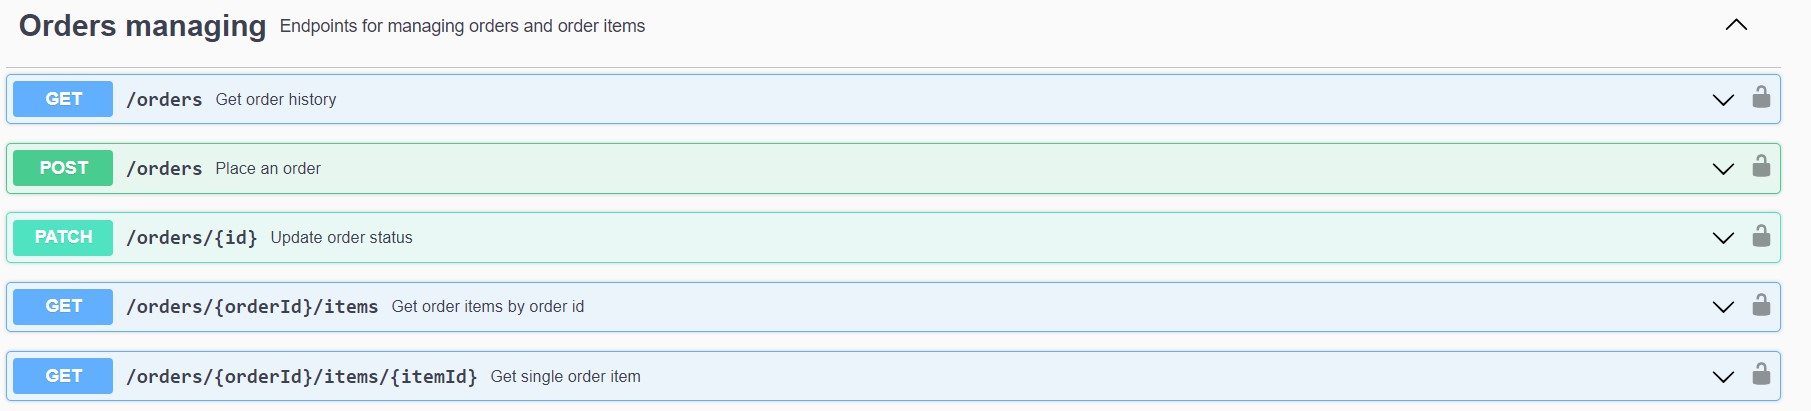 Orders managing Endpoints for managing orders and order items
GET /orders Get order history
POST /orders Place an order
PATCH /orders/{id} Update order status
GET /orders/{orderId}/items Get order items by order id
GET /orders/{orderId}/items/{itemId} Get single order item